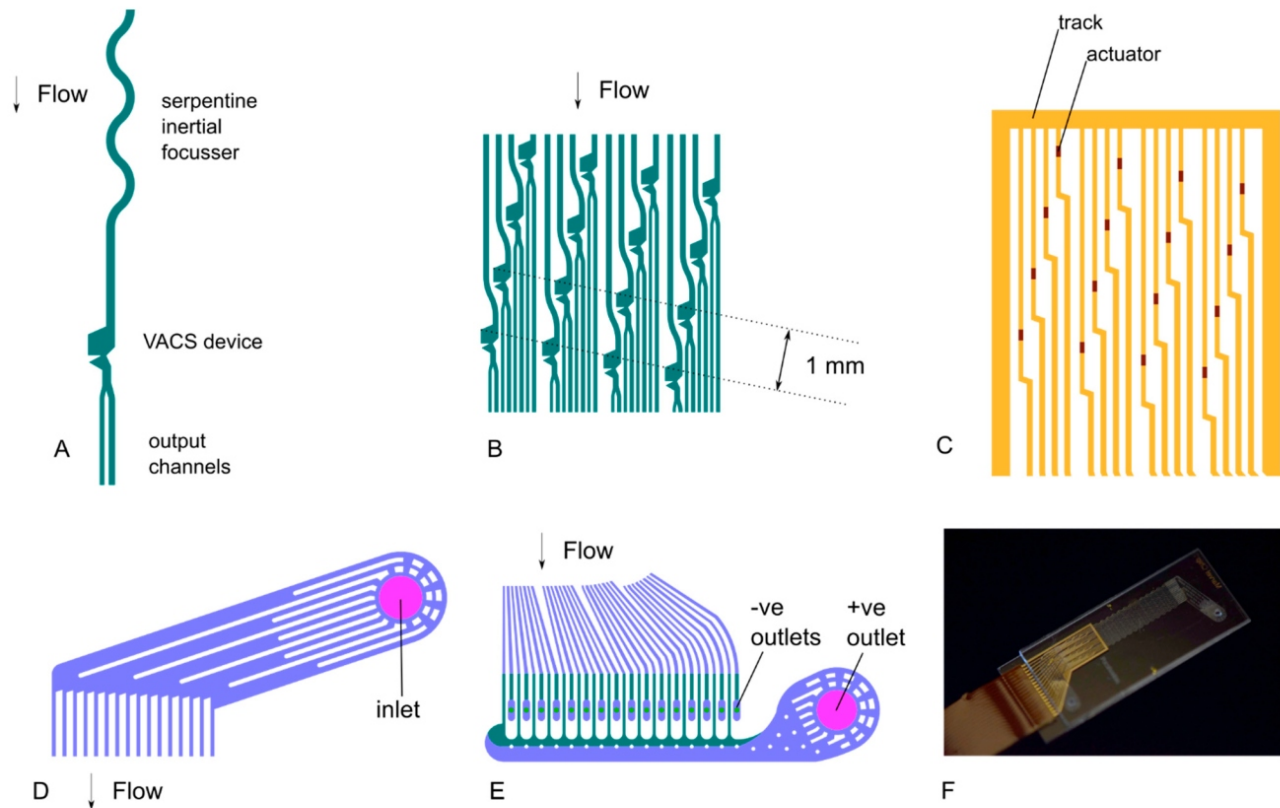 Flow
serpentine
inertial
focusser
VACS device
output
channels
A
Flow
1 mm
B
track
actuator
C
inlet
Flow
D
Flow
-ve
outlets
+ve
outlet
E
F